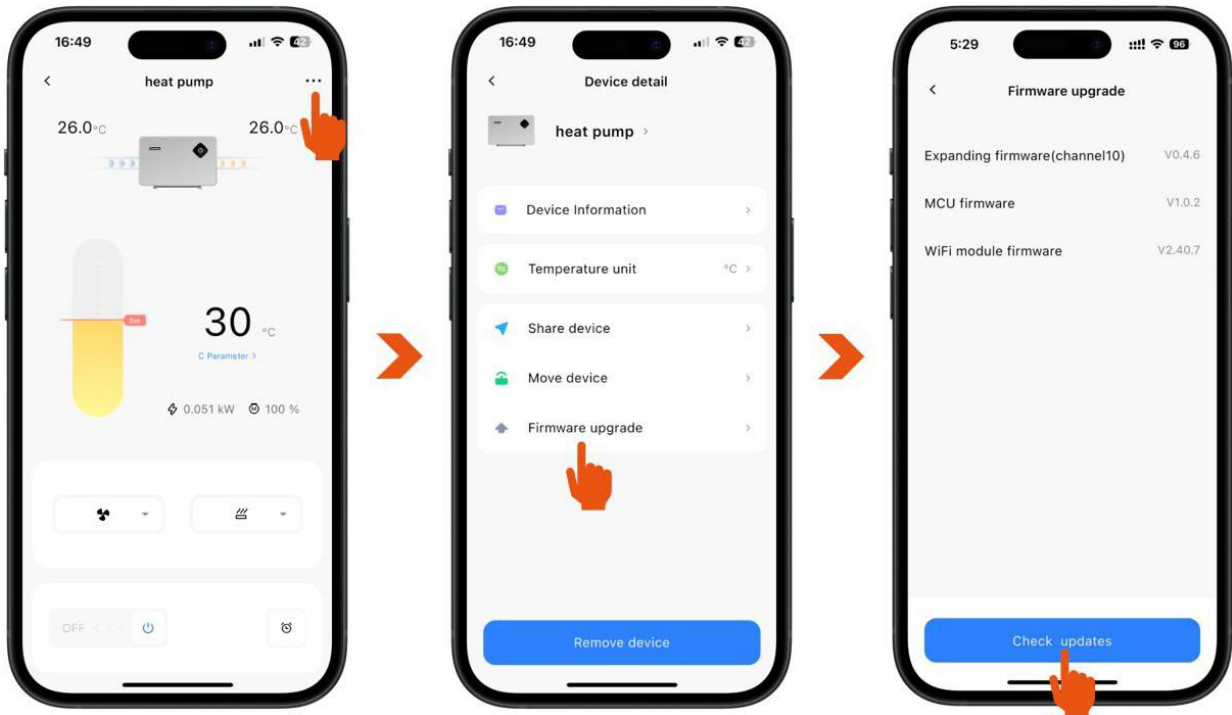 16:49
42
heat pump
26.0°C
26.0°C
Set
30 °C
C Parameter >
0.051 kW
100 %
OFF
16:49
42
Device detail
heat pump >
Device Information
Temperature unit
°C >
Share device
Move device
Firmware upgrade
Remove device
5:29
96
Firmware upgrade
Expanding firmware(channel10)
V0.4.6
MCU firmware
V1.0.2
WiFi module firmware
V2.40.7
Check updates